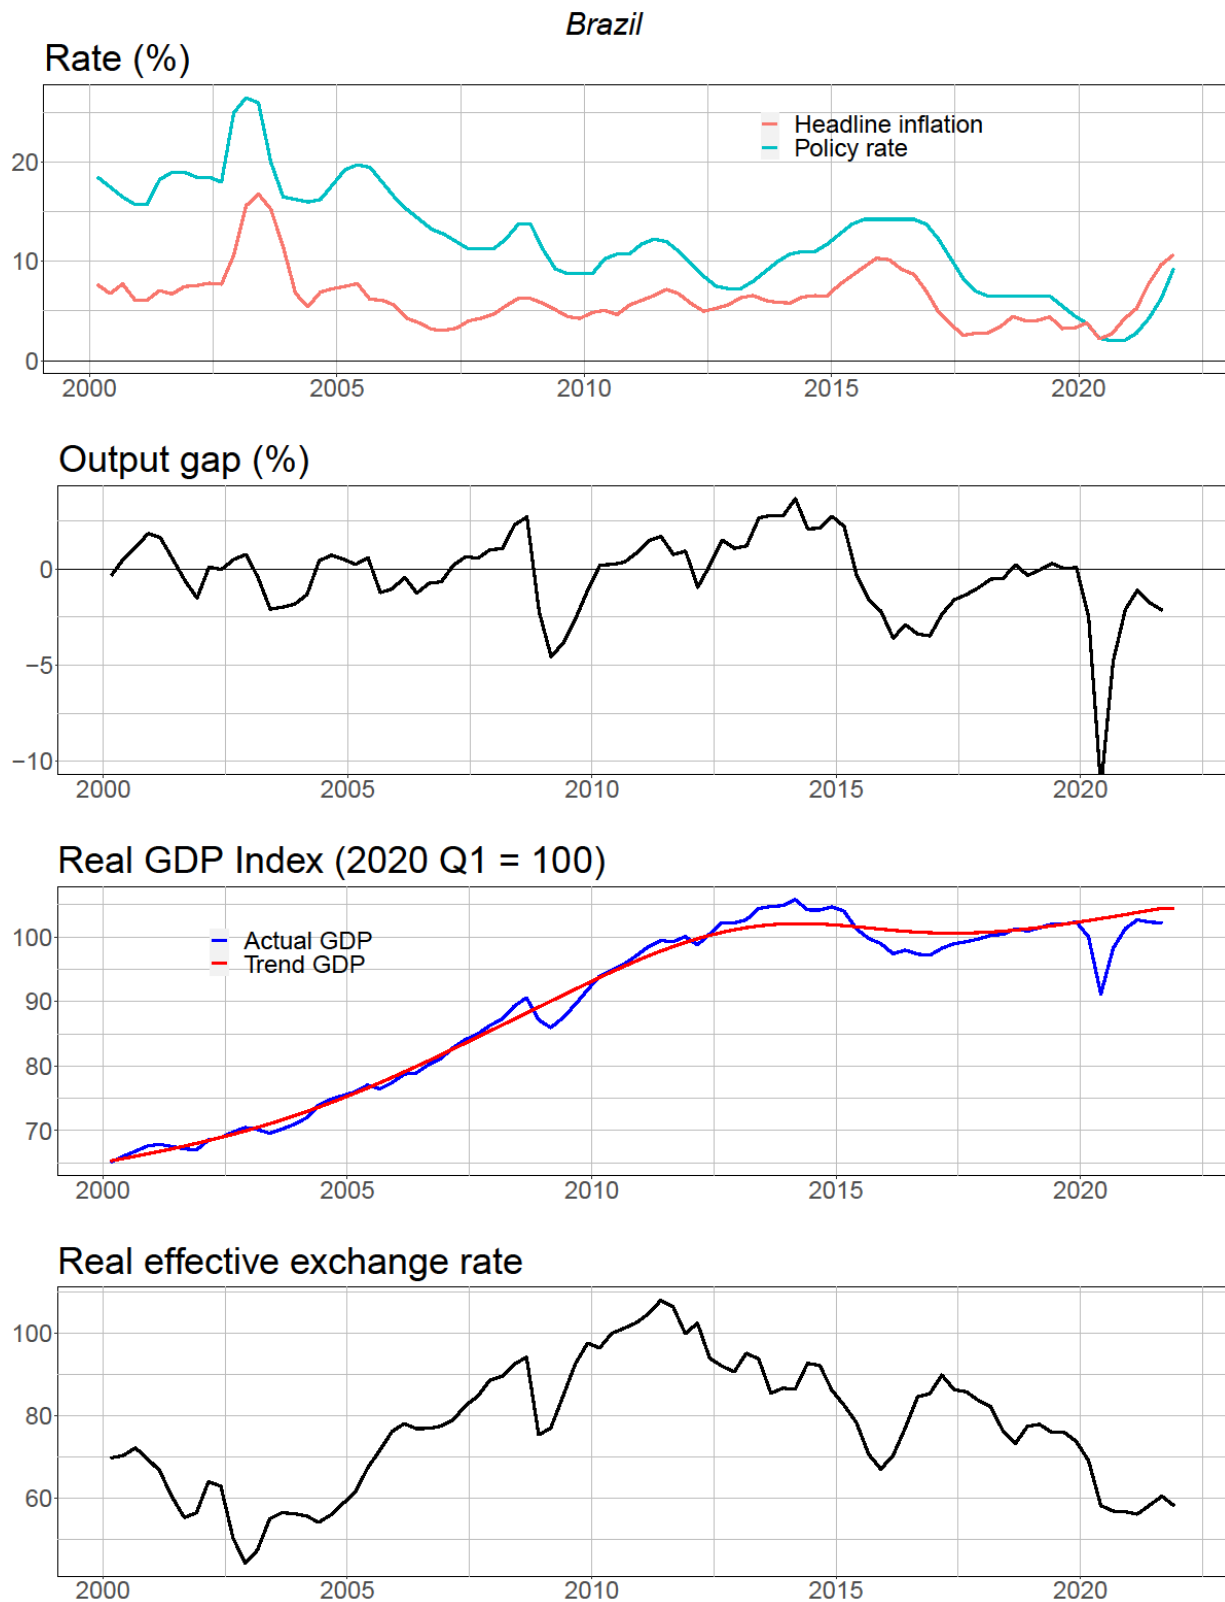 Brazil
Rate (%)
Headline inflation
Policy rate
20
10
0
2000 2005 2010 2015 2020
Output gap (%)
0
−5
−10
2000 2005 2010 2015 2020
Real GDP Index (2020 Q1 = 100)
Actual GDP
Trend GDP
100
90
80
70
2000 2005 2010 2015 2020
Real effective exchange rate
100
80
60
2000 2005 2010 2015 2020